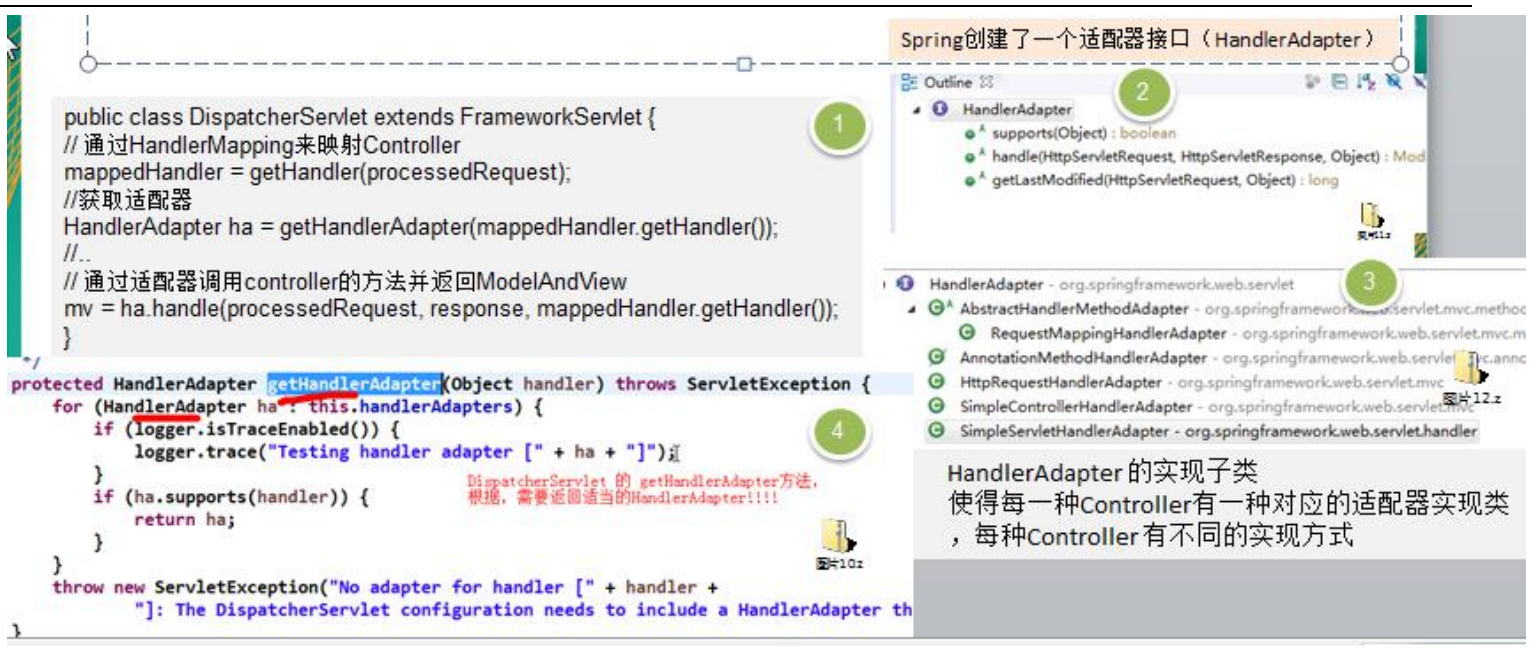 Spring创建了一个适配器接口（HandlerAdapter）
1
public class DispatcherServlet extends FrameworkServlet {
// 通过HandlerMapping来映射Controller
mappedHandler = getHandler(processedRequest);
//获取适配器
HandlerAdapter ha = getHandlerAdapter(mappedHandler.getHandler());
//..
// 通过适配器调用controller的方法并返回ModelAndView
mv = ha.handle(processedRequest, response, mappedHandler.getHandler());
}
2
Outline
HandlerAdapter
supports(Object) : boolean
handle(HttpServletRequest, HttpServletResponse, Object) : Mod
getLastModified(HttpServletRequest, Object) : long
图片11.z
3
HandlerAdapter - org.springframework.web.servlet
AbstractHandlerMethodAdapter - org.springframework.web.servlet.mvc.method
RequestMappingHandlerAdapter - org.springframework.web.servlet.mvc.m
AnnotationMethodHandlerAdapter - org.springframework.web.servlet.mvc.anno
HttpRequestHandlerAdapter - org.springframework.web.servlet.mvc
SimpleControllerHandlerAdapter - org.springframework.web.servlet.mvc
SimpleServletHandlerAdapter - org.springframework.web.servlet.handler
图片12.z
HandlerAdapter 的实现子类
使得每一种Controller有一种对应的适配器实现类
，每种Controller 有不同的实现方式
4
*/
protected HandlerAdapter getHandlerAdapter(Object handler) throws ServletException {
for (HandlerAdapter ha : this.handlerAdapters) {
if (logger.isTraceEnabled()) {
logger.trace("Testing handler adapter [" + ha + "]");
}
if (ha.supports(handler)) {
return ha;
}
}
throw new ServletException("No adapter for handler [" + handler +
"]: The DispatcherServlet configuration needs to include a HandlerAdapter th
}
DispatcherServlet 的 getHandlerAdapter方法，
根据，需要返回适当的HandlerAdapter!!!!
图片10.z